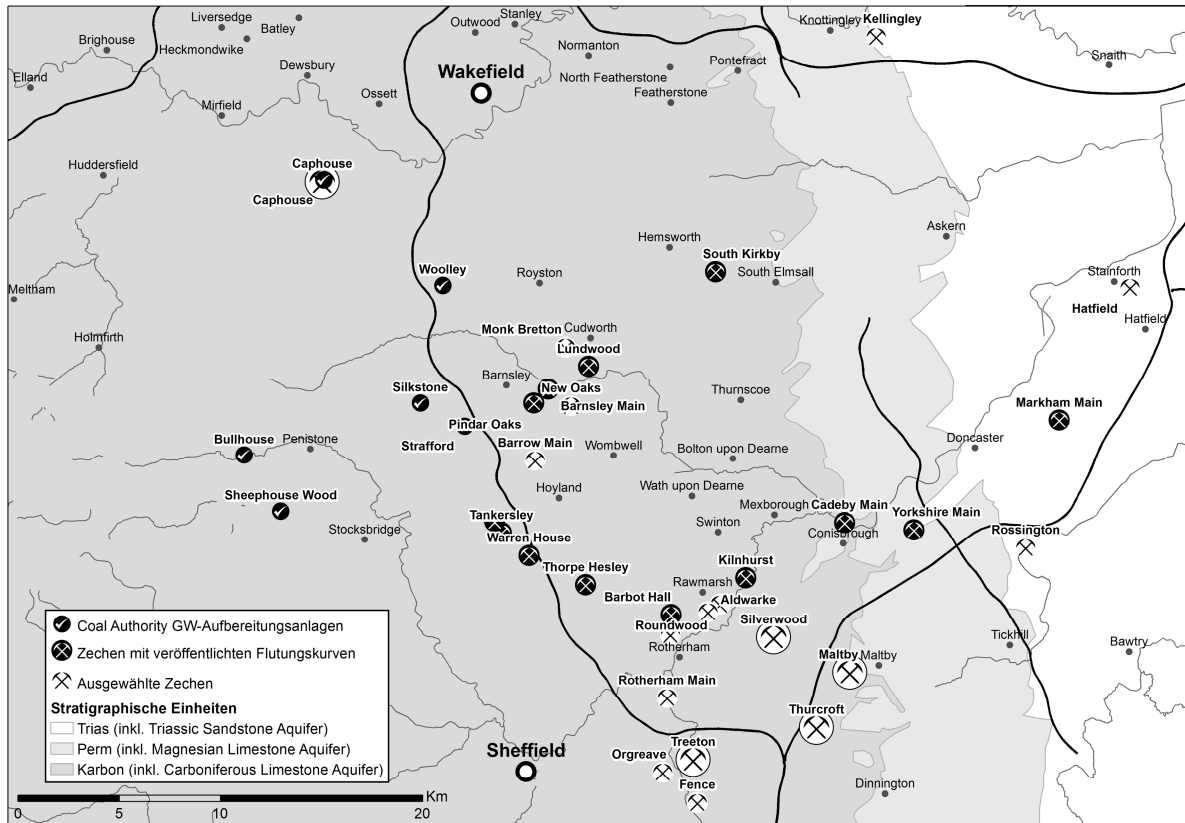 Liversedge
Batley
Stanley
Outwood
Knottingley
Kellingley
Brighouse
Heckmondwike
Normanton
Pontefract
Snaith
Elland
Dewsbury
Wakefield
North Featherstone
Featherstone
Mirfield
Ossett
Huddersfield
Caphouse
Caphouse
Askern
Hemsworth
South Kirkby
South Elmsall
Woolley
Royston
Stainforth
Meltham
Hatfield
Hatfield
Holmfirth
Monk Bretton
Cudworth
Lundwood
Barnsley
New Oaks
Silkstone
Barnsley Main
Thurnscoe
Markham Main
Pindar Oaks
Strafford
Barrow Main
Wombwell
Bolton upon Dearne
Doncaster
Bullhouse
Penistone
Hoyland
Wath upon Dearne
Sheephouse Wood
Stocksbridge
Tankersley
Warren House
Mexborough
Cadeby Main
Yorkshire Main
Swinton
Conisbrough
Rossington
Thorpe Hesley
Kilnhurst
Barbot Hall
Rawmarsh
Aldwarke
Roundwood
Silverwood
Rotherham
Maltby
Maltby
Tickhill
Bawtry
Rotherham Main
Thurcroft
Sheffield
Orgreave
Treeton
Fence
Dinnington
Coal Authority GW-Aufbereitungsanlagen
Zechen mit veröffentlichten Flutungskurven
Ausgewählte Zechen
Stratigraphische Einheiten
Trias (inkl. Triassic Sandstone Aquifer)
Perm (inkl. Magnesian Limestone Aquifer)
Karbon (inkl. Carboniferous Limestone Aquifer)
Km
0 5 10 20